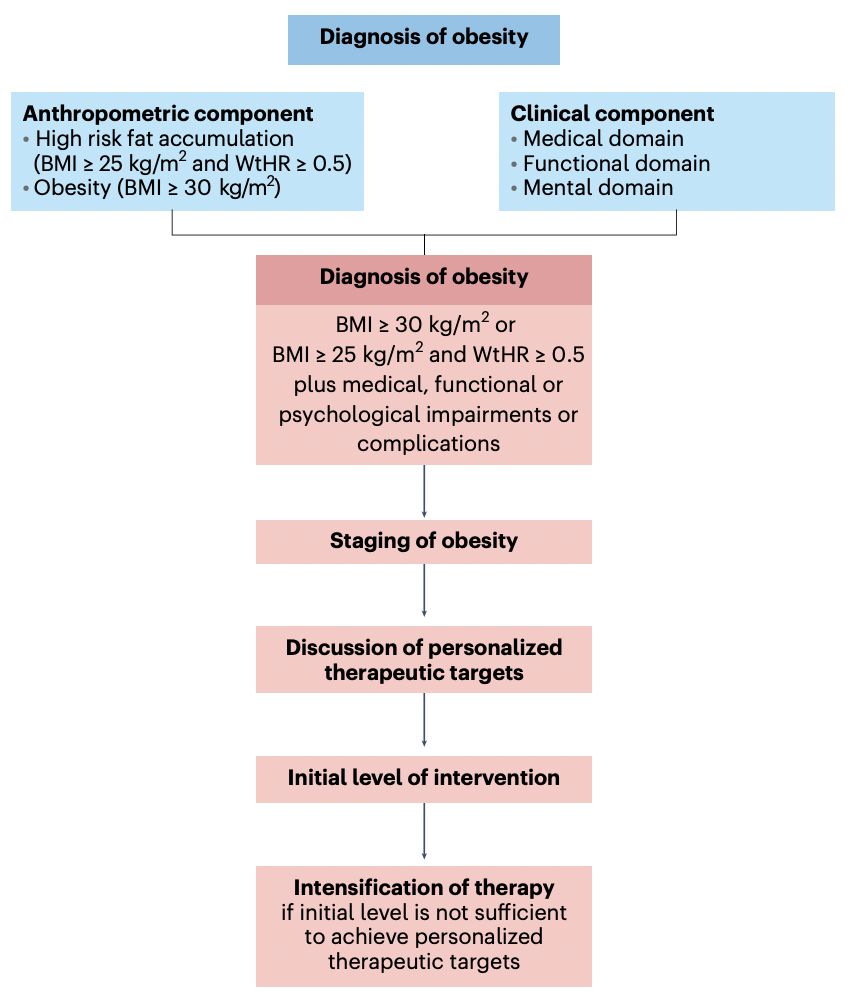 Diagnosis of obesity
Anthropometric component
• High risk fat accumulation
(BMI ≥ 25 kg/m² and WtHR ≥ 0.5)
• Obesity (BMI ≥ 30 kg/m²)
Clinical component
• Medical domain
• Functional domain
• Mental domain
Diagnosis of obesity
BMI ≥ 30 kg/m² or
BMI ≥ 25 kg/m² and WtHR ≥ 0.5
plus medical, functional or
psychological impairments or
complications
Staging of obesity
Discussion of personalized
therapeutic targets
Initial level of intervention
Intensification of therapy
if initial level is not sufficient
to achieve personalized
therapeutic targets